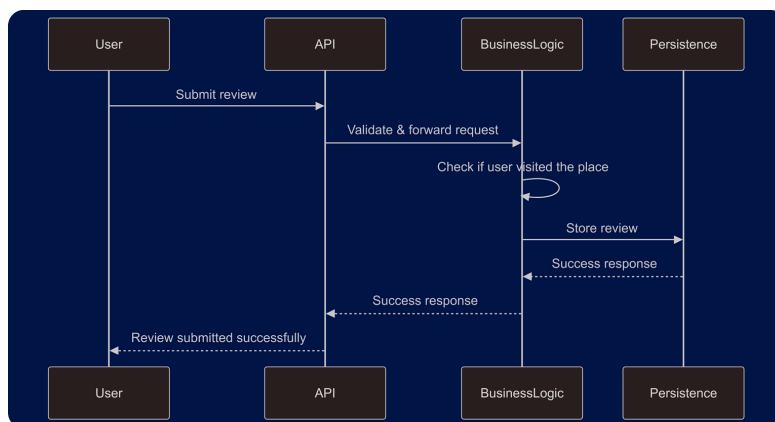 User
API
BusinessLogic
Persistence
Submit review
Validate & forward request
Check if user visited the place
Store review
Success response
Success response
Review submitted successfully
User
API
BusinessLogic
Persistence